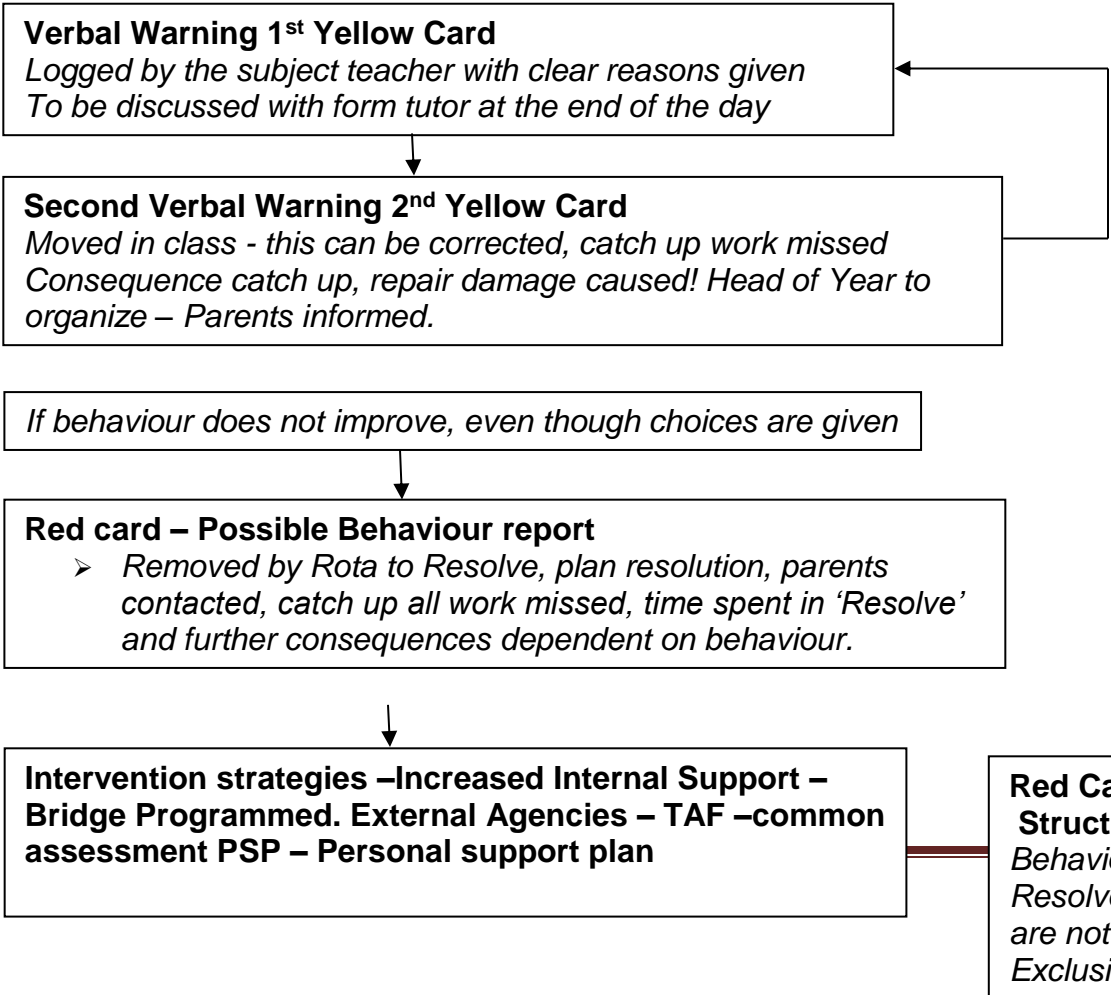 Verbal Warning 1st Yellow Card
Logged by the subject teacher with clear reasons given
To be discussed with form tutor at the end of the day
Second Verbal Warning 2nd Yellow Card
Moved in class - this can be corrected, catch up work missed
Consequence catch up, repair damage caused! Head of Year to
organize – Parents informed.
If behaviour does not improve, even though choices are given
Red card – Possible Behaviour report
➢ Removed by Rota to Resolve, plan resolution, parents
contacted, catch up all work missed, time spent in ‘Resolve’
and further consequences dependent on behaviour.
Intervention strategies –Increased Internal Support –
Bridge Programmed. External Agencies – TAF –common
assessment PSP – Personal support plan
Red
are not